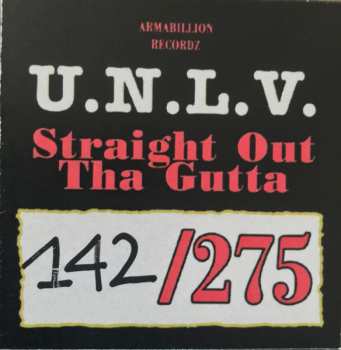 ARMABILLION
RECORDZ
U.N.L.V.
Straight Out
Tha Gutta
142/275